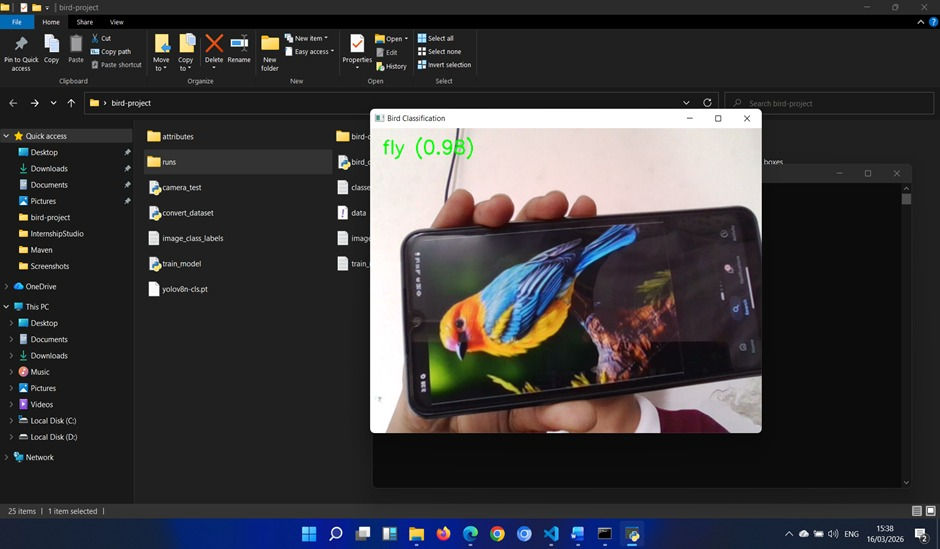 bird-project
File
Home
Share
View
Pin to Quick access
Copy
Paste
Cut
Copy path
Paste shortcut
Clipboard
Move to
Copy to
Delete
Rename
Organize
New folder
New item
Easy access
New
Properties
Open
Edit
History
Open
Select all
Select none
Invert selection
Select
bird-project
Search bird-project
Quick access
Desktop
Downloads
Documents
Pictures
bird-project
InternshipStudio
Maven
Screenshots
OneDrive
This PC
Desktop
Documents
Downloads
Music
Pictures
Videos
Local Disk (C:)
Local Disk (D:)
Network
attributes
runs
camera_test
convert_dataset
image_class_labels
train_model
yolov8n-cls.pt
data
boxes
Bird Classification
fly (0.98)
25 items
1 item selected
ENG
15:38
16/03/2026
2